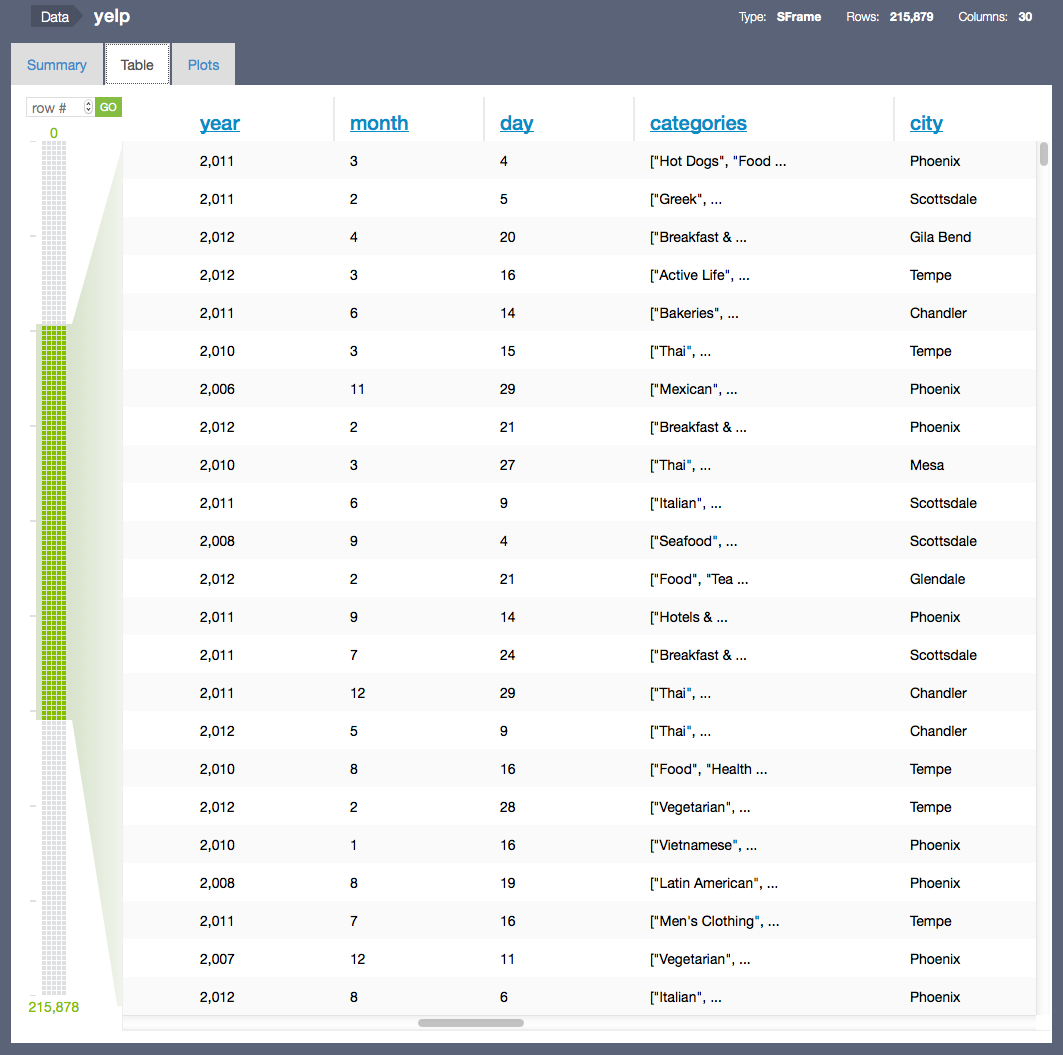 Data yelp Type: SFrame Rows: 215,879 Columns: 30
Summary Table Plots
row # GO
0
year month day categories city
2,011 3 4 ["Hot Dogs", "Food ... Phoenix
2,011 2 5 ["Greek", ... Scottsdale
2,012 4 20 ["Breakfast & ... Gila Bend
2,012 3 16 ["Active Life", ... Tempe
2,011 6 14 ["Bakeries", ... Chandler
2,010 3 15 ["Thai", ... Tempe
2,006 11 29 ["Mexican", ... Phoenix
2,012 2 21 ["Breakfast & ... Phoenix
2,010 3 27 ["Thai", ... Mesa
2,011 6 9 ["Italian", ... Scottsdale
2,008 9 4 ["Seafood", ... Scottsdale
2,012 2 21 ["Food", "Tea ... Glendale
2,011 9 14 ["Hotels & ... Phoenix
2,011 7 24 ["Breakfast & ... Scottsdale
2,011 12 29 ["Thai", ... Chandler
2,012 5 9 ["Thai", ... Chandler
2,010 8 16 ["Food", "Health ... Tempe
2,012 2 28 ["Vegetarian", ... Tempe
2,010 1 16 ["Vietnamese", ... Phoenix
2,008 8 19 ["Latin American", ... Phoenix
2,011 7 16 ["Men's Clothing", ... Tempe
2,007 12 11 ["Vegetarian", ... Phoenix
2,012 8 6 ["Italian", ... Phoenix
215,878